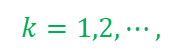 k = 1,2, ⋯ ,